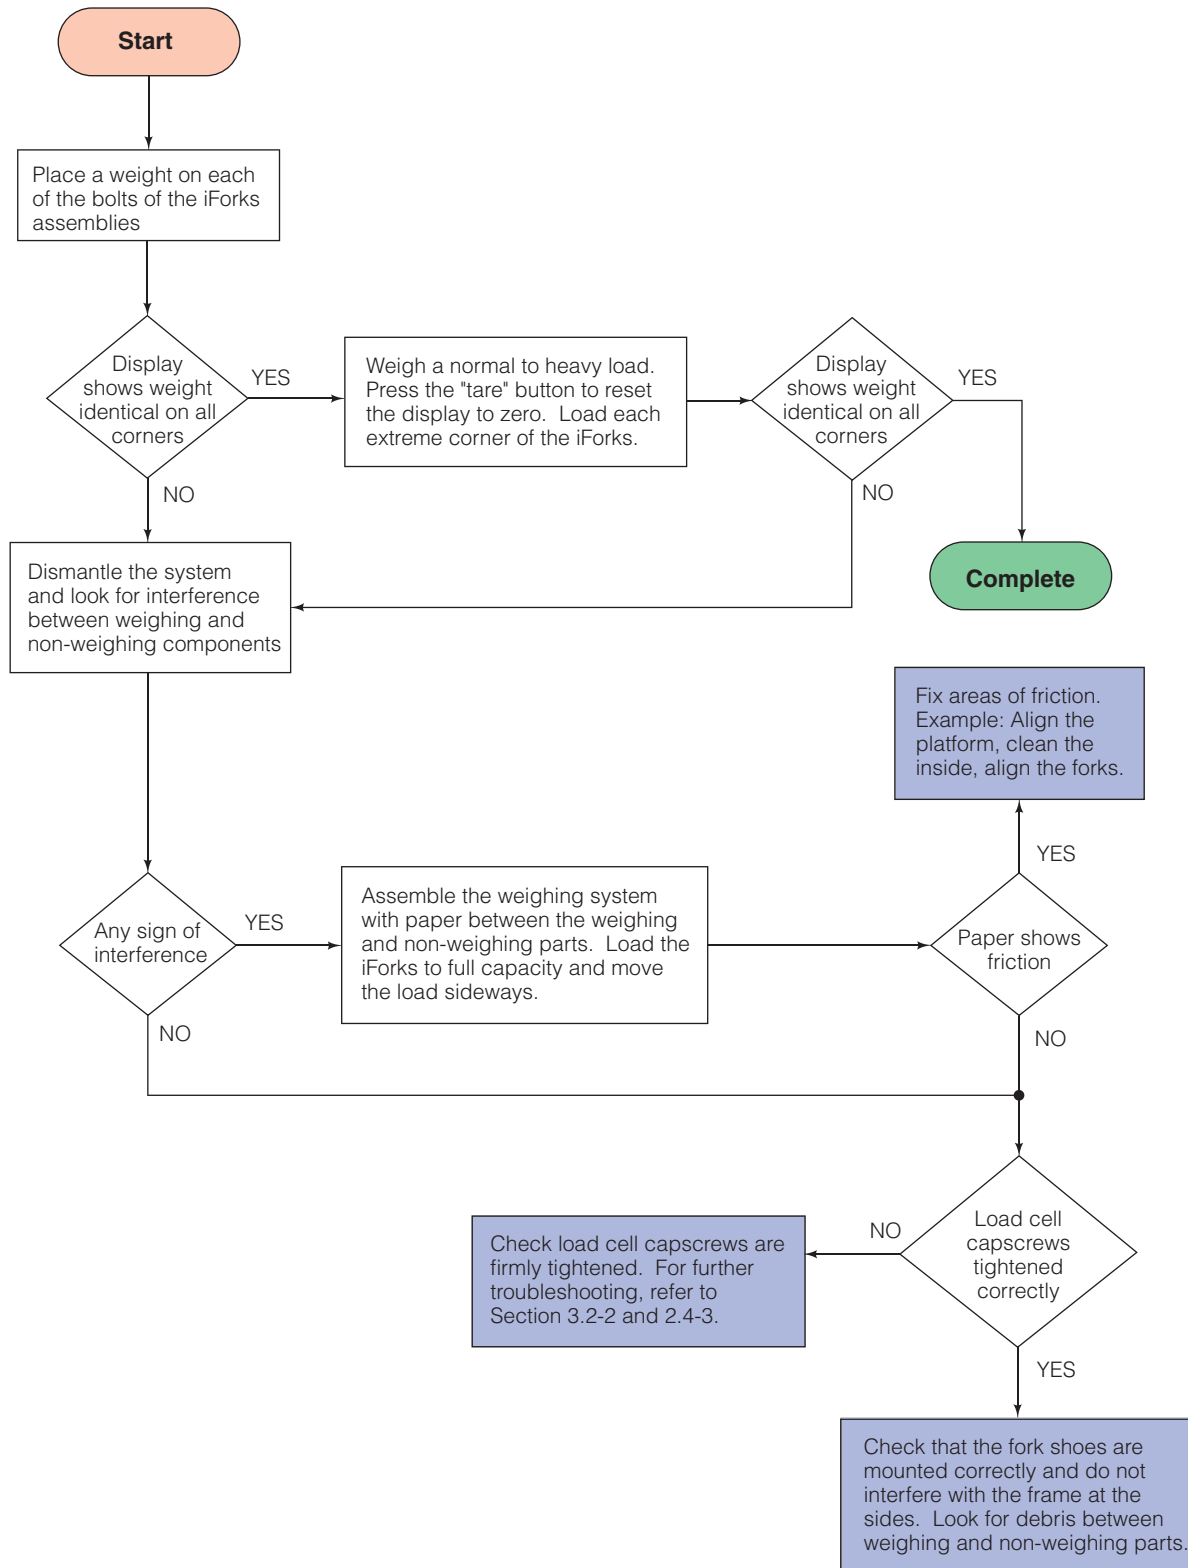 Start
Place a weight on each
of the bolts of the iForks
assemblies
Display
shows weight
identical on all
corners
YES
Weigh a normal to heavy load.
Press the "tare" button to reset
the display to zero.  Load each
extreme corner of the iForks.
Display
shows weight
identical on all
corners
YES
NO
NO
Complete
Dismantle the system
and look for interference
between weighing and
non-weighing components
Fix areas of friction.
Example: Align the
platform, clean the
inside, align the forks.
YES
Any sign of
interference
YES
Assemble the weighing system
with paper between the weighing
and non-weighing parts.  Load the
iForks to full capacity and move
the load sideways.
Paper shows
friction
NO
NO
Load cell
capscrews
tightened
correctly
NO
Check load cell capscrews are
firmly tightened.  For further
troubleshooting, refer to
Section 3.2-2 and 2.4-3.
YES
Check that the fork shoes are
mounted correctly and do not
interfere with the frame at the
sides.  Look for debris between
weighing and non-weighing parts.